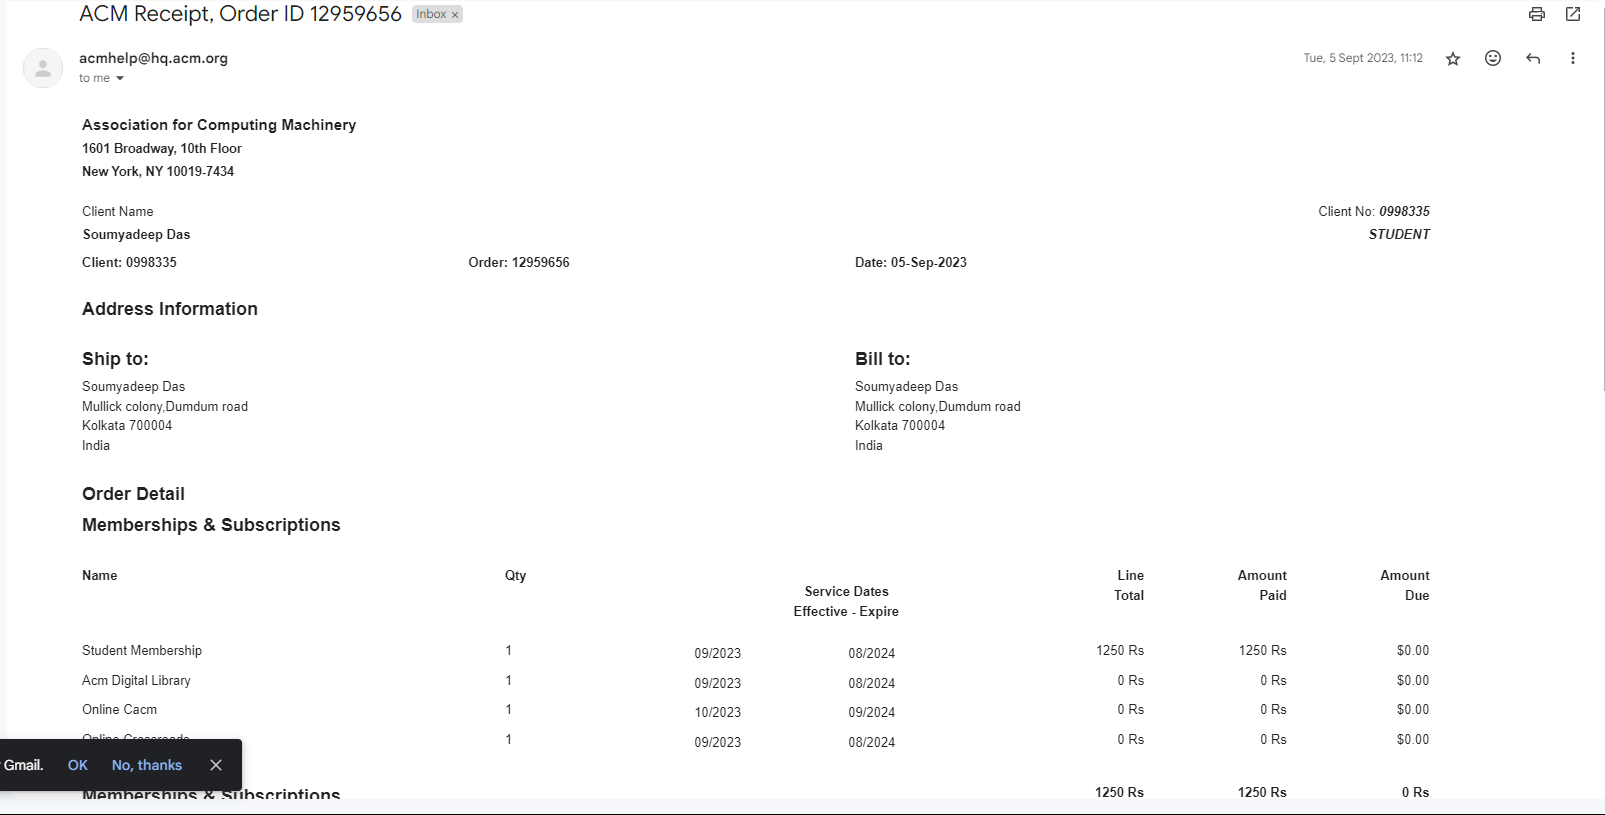 ACM Receipt, Order ID 12959656 Inbox ×
acmhelp@hq.acm.org Tue, 5 Sept 2023, 11:12
to me
Association for Computing Machinery
1601 Broadway, 10th Floor
New York, NY 10019-7434
Client Name Client No: 0998335
Soumyadeep Das STUDENT
Client: 0998335 Order: 12959656 Date: 05-Sep-2023
Address Information
Ship to: Bill to:
Soumyadeep Das Soumyadeep Das
Mullick colony,Dumdum road Mullick colony,Dumdum road
Kolkata 700004 Kolkata 700004
India India
Order Detail
Memberships & Subscriptions
Name Qty Line Amount Amount
Service Dates Total Paid Due
Effective - Expire
Student Membership 1 09/2023 08/2024 1250 Rs 1250 Rs $0.00
Acm Digital Library 1 09/2023 08/2024 0 Rs 0 Rs $0.00
Online Cacm 1 10/2023 09/2024 0 Rs 0 Rs $0.00
Online Crossroads 1 09/2023 08/2024 0 Rs 0 Rs $0.00
Gmail. OK No, thanks
Memberships & Subscriptions 1250 Rs 1250 Rs 0 Rs